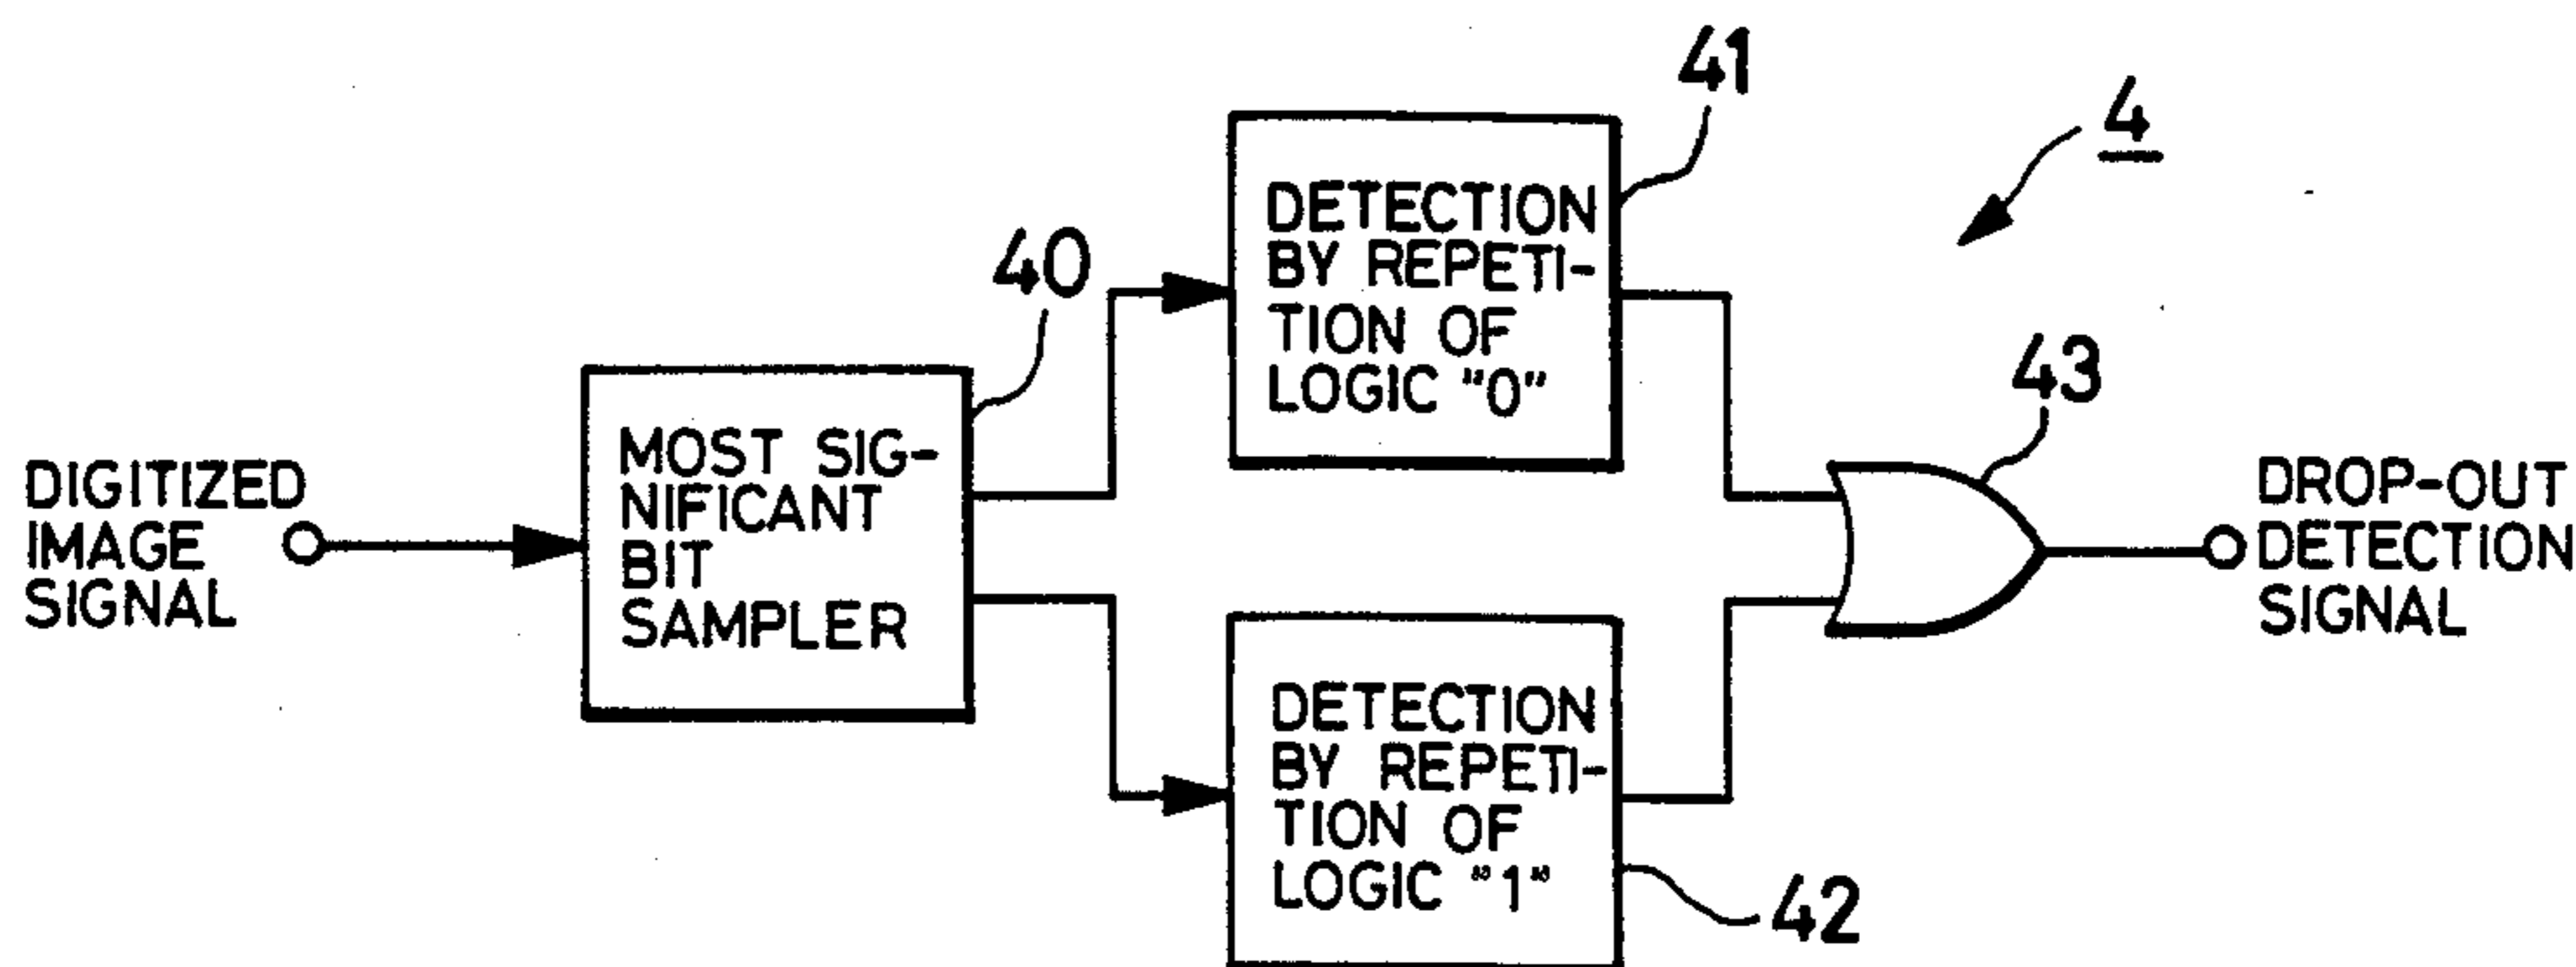 41
4
40
DETECTION
BY REPETI-
TION OF
LOGIC "0"
43
DIGITIZED
IMAGE
SIGNAL
MOST SIG-
NIFICANT
BIT
SAMPLER
DROP-OUT
DETECTION
SIGNAL
DETECTION
BY REPETI-
TION OF
LOGIC "1"
42